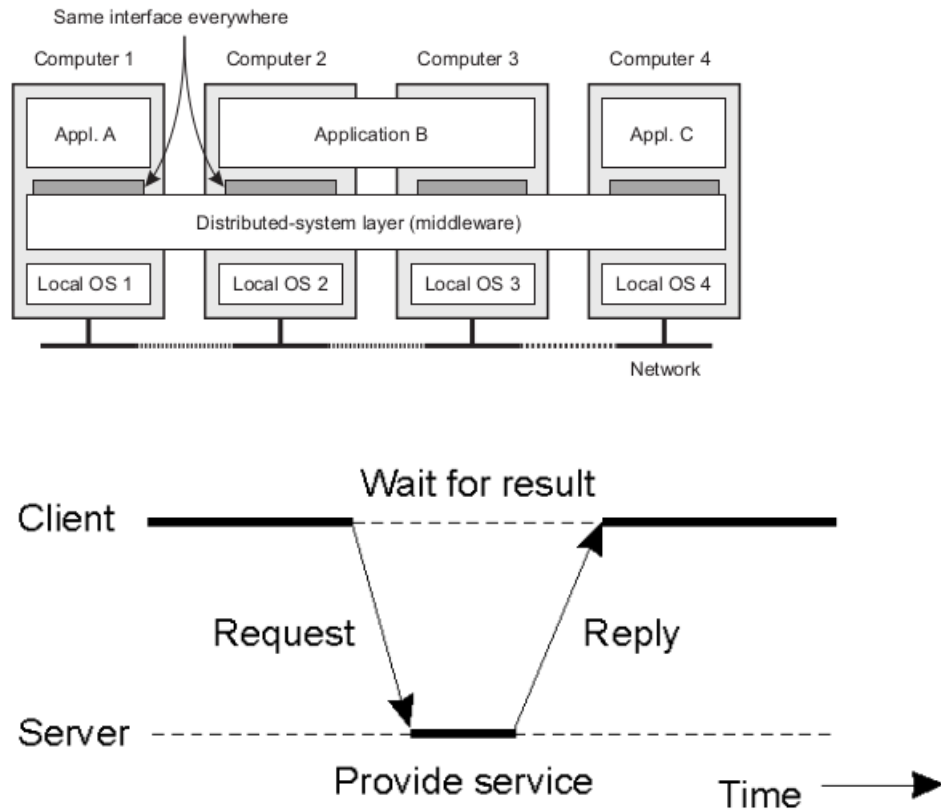 Same interface everywhere
Computer 1
Computer 2
Computer 3
Computer 4
Appl. A
Application B
Appl. C
Distributed-system layer (middleware)
Local OS 1
Local OS 2
Local OS 3
Local OS 4
Network
Wait for result
Client
Request
Reply
Server
Provide service
Time